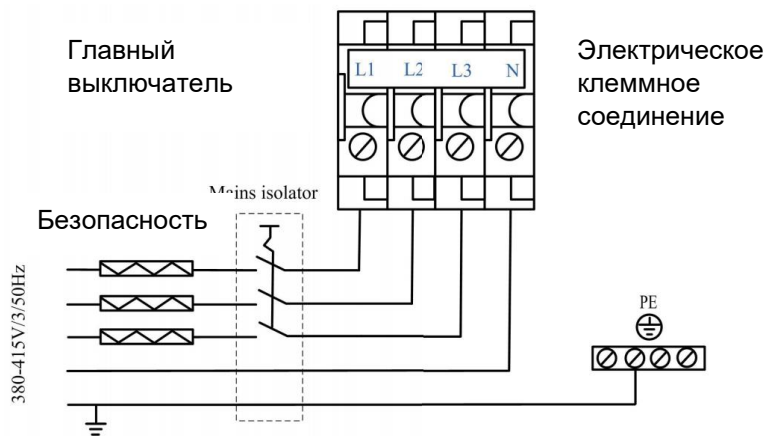 Главный
выключатель
Электрическое
клеммное
соединение
L1 L2 L3 N
Mains isolator
Безопасность
380-415V/3/50Hz
PE